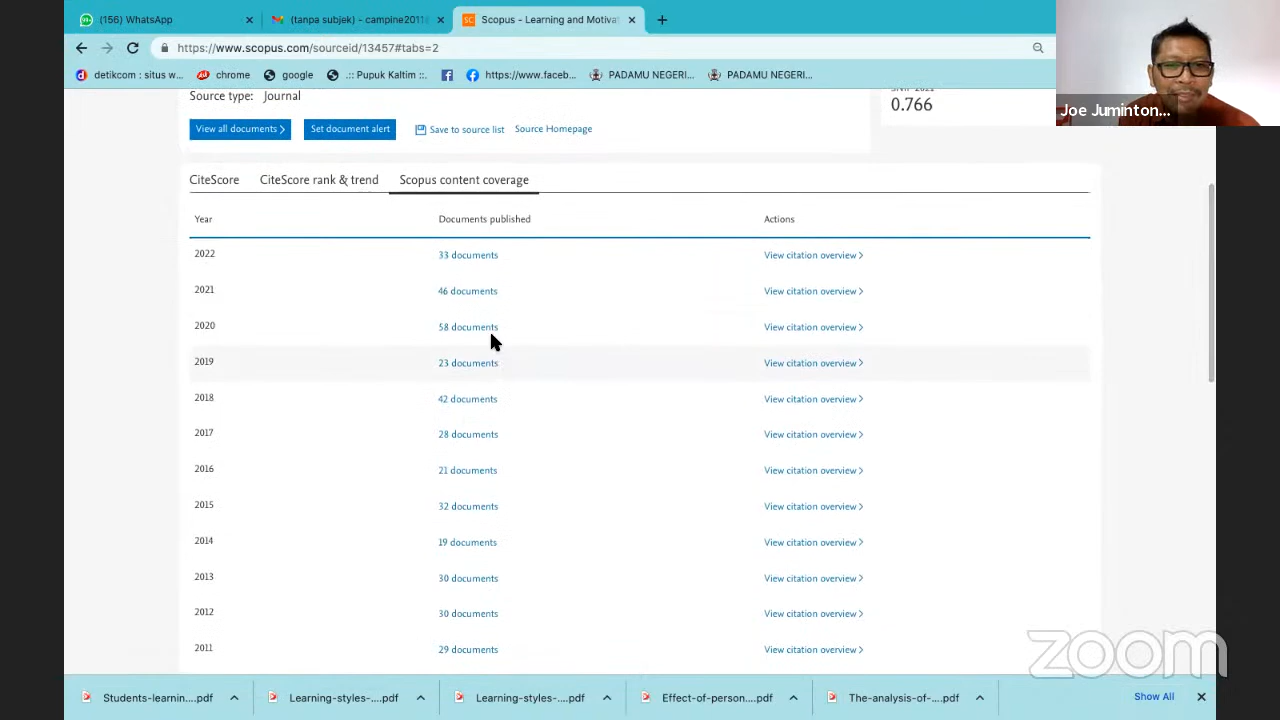 (156) WhatsApp
(tanpa subjek) - campine2011@
SC Scopus - Learning and Motivat
https://www.scopus.com/sourceid/13457#tabs=2
detikcom : situs w...
chrome
google
.:: Pupuk Kaltim ::.
https://www.faceb...
PADAMU NEGERI...
PADAMU NEGERI...
Joe Juminton...
Source type: Journal
SNIP 2021
0.766
View all documents >
Set document alert
Save to source list
Source Homepage
CiteScore
CiteScore rank & trend
Scopus content coverage
Year Documents published Actions
2022 33 documents View citation overview >
2021 46 documents View citation overview >
2020 58 documents View citation overview >
2019 23 documents View citation overview >
2018 42 documents View citation overview >
2017 28 documents View citation overview >
2016 21 documents View citation overview >
2015 32 documents View citation overview >
2014 19 documents View citation overview >
2013 30 documents View citation overview >
2012 30 documents View citation overview >
2011 29 documents View citation overview >
zoom
Students-learnin....pdf
Learning-styles-....pdf
Learning-styles-....pdf
Effect-of-person....pdf
The-analysis-of-....pdf
Show All